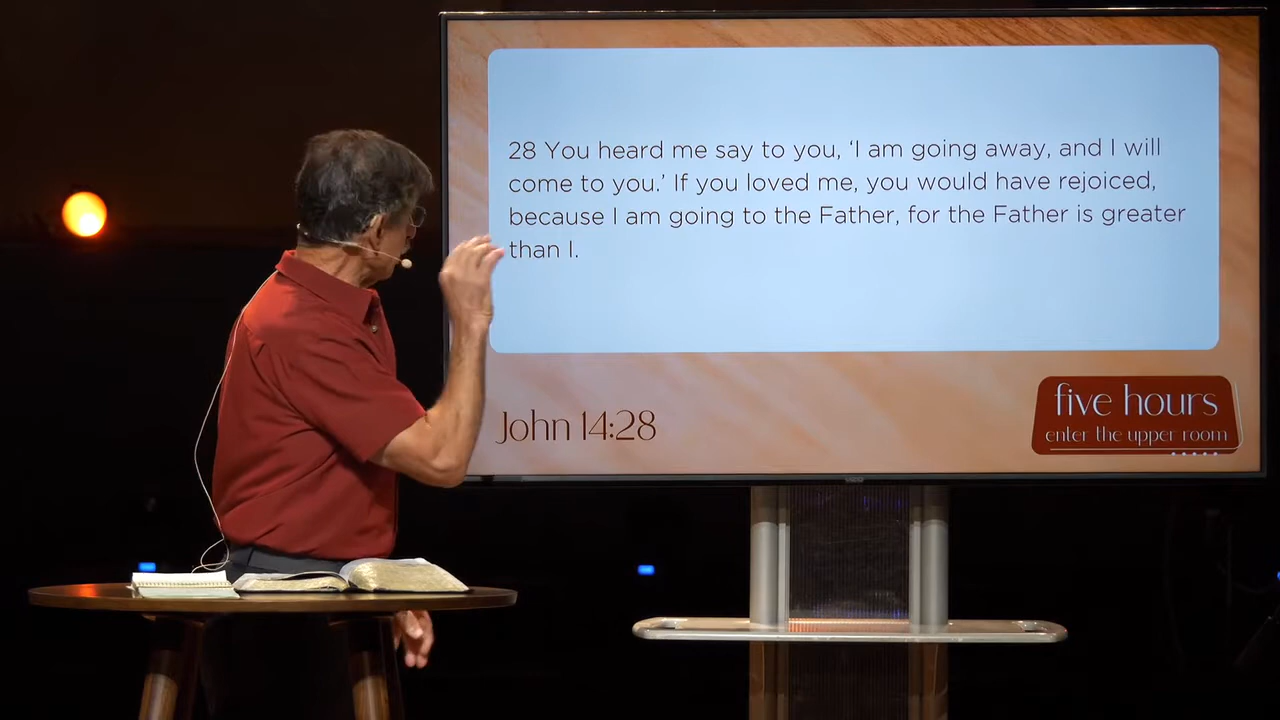 28 You heard me say to you, ‘I am going away, and I will
come to you.’ If you loved me, you would have rejoiced,
because I am going to the Father, for the Father is greater
than I.
John 14:28
five hours
enter the upper room